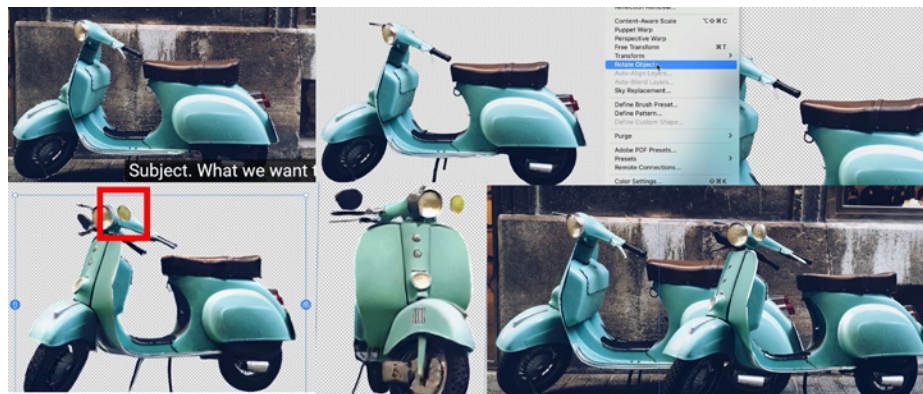 Subject. What we want
Content-Aware Scale ⌥⇧⌘C
Puppet Warp
Perspective Warp
Free Transform ⌘T
Transform >
Rotate Object...
Auto-Align Layers...
Auto-Blend Layers...
Sky Replacement...
Define Brush Preset...
Define Pattern...
Define Custom Shape...
Purge >
Adobe PDF Presets...
Presets >
Remote Connections...
Color Settings... ⇧⌘K